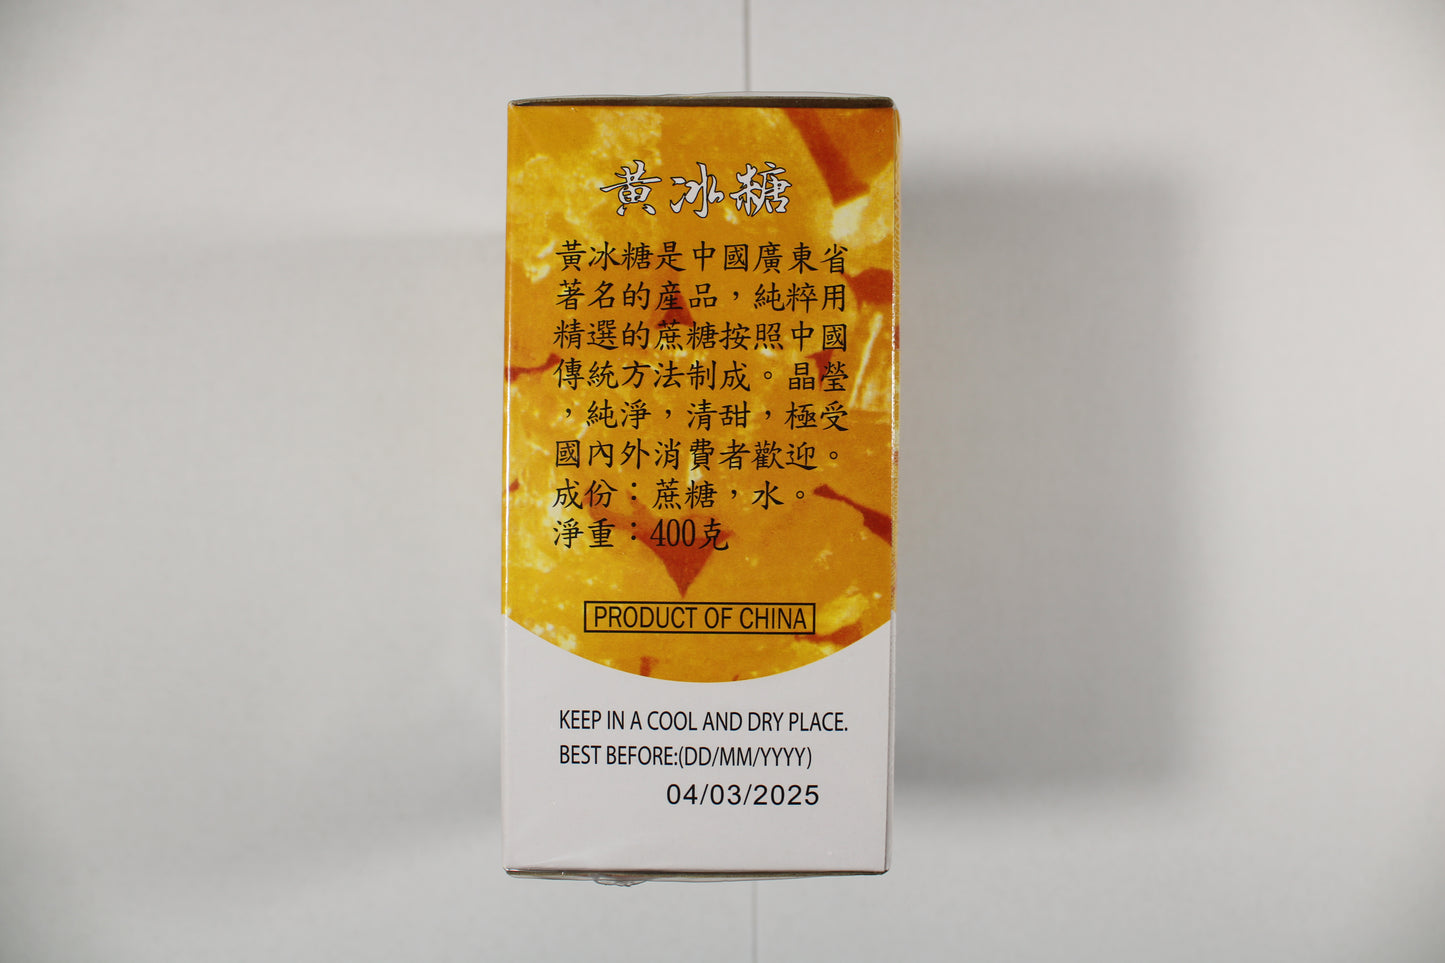 黃冰糖
黃冰糖是中國廣東省
著名的産品，純粹用
精選的蔗糖按照中國
傳統方法制成。晶瑩
，純淨，清甜，極受
國內外消費者歡迎。
成份：蔗糖，水。
淨重：400克
PRODUCT OF CHINA
KEEP IN A COOL AND DRY PLACE.
BEST BEFORE:(DD/MM/YYYY)
04/03/2025